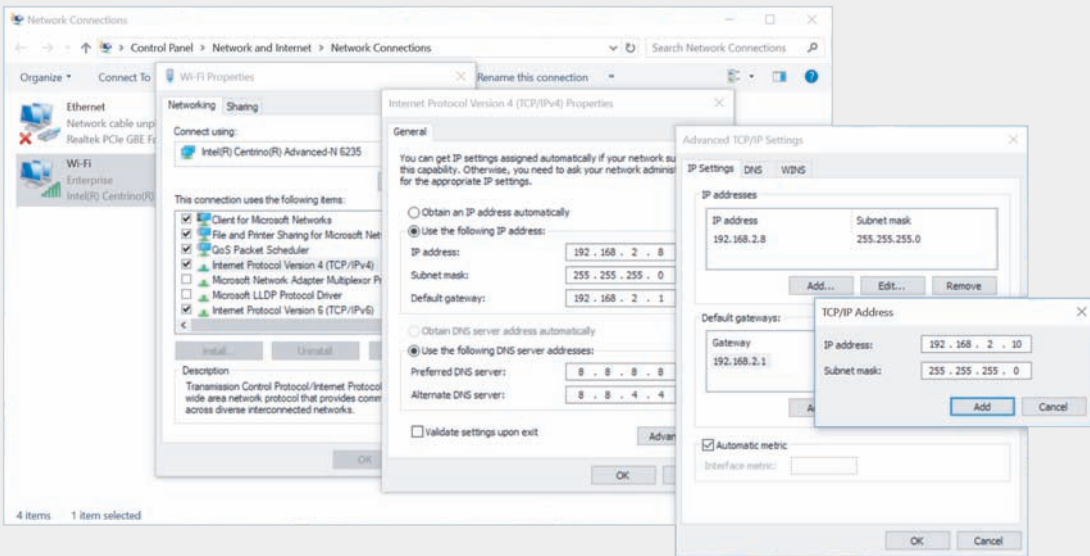 Network Connections
Control Panel > Network and Internet > Network Connections
Search Network Connections
Organize
Connect To
Rename this connection
Ethernet
Network cable unp
Realtek PCIe GBE F
Wi-Fi
Enterprise
Intel(R) Centrino(R)
4 items 1 item selected
Wi-Fi Properties
Networking Sharing
Connect using:
Intel(R) Centrino(R) Advanced-N 6235
This connection uses the following items:
Client for Microsoft Networks
File and Printer Sharing for Microsoft Net
QoS Packet Scheduler
Internet Protocol Version 4 (TCP/IPv4)
Microsoft Network Adapter Multiplexor Pr
Microsoft LLDP Protocol Driver
Internet Protocol Version 6 (TCP/IPv6)
Install... Uninstall
Description
Transmission Control Protocol/Internet Protocol
wide area network protocol that provides comm
across diverse interconnected networks.
OK
Internet Protocol Version 4 (TCP/IPv4) Properties
General
You can get IP settings assigned automatically if your network su
this capability. Otherwise, you need to ask your network adminis
for the appropriate IP settings.
Obtain an IP address automatically
Use the following IP address:
IP address: 192 . 168 . 2 . 8
Subnet mask: 255 . 255 . 255 . 0
Default gateway: 192 . 168 . 2 . 1
Obtain DNS server address automatically
Use the following DNS server addresses:
Preferred DNS server: 8 . 8 . 8 . 8
Alternate DNS server: 8 . 8 . 4 . 4
Validate settings upon exit
Advan
OK
Advanced TCP/IP Settings
IP Settings DNS WINS
IP addresses
IP address Subnet mask
192.168.2.8 255.255.255.0
Add... Edit... Remove
Default gateways:
Gateway
192.168.2.1
A
Automatic metric
Interface metric:
OK Cancel
TCP/IP Address
IP address: 192 . 168 . 2 . 10
Subnet mask: 255 . 255 . 255 . 0
Add Cancel